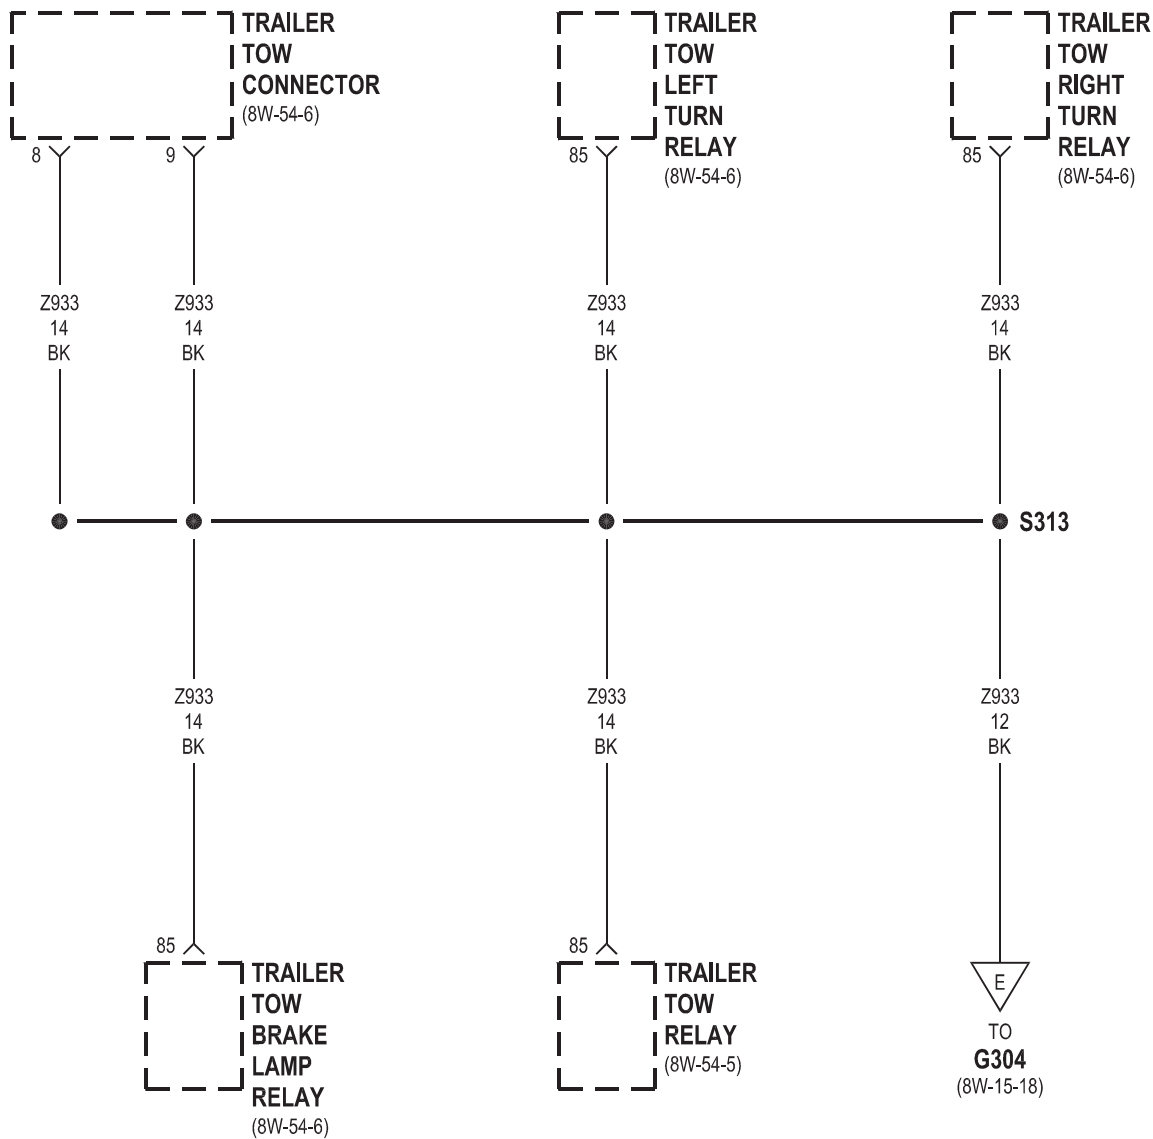 TRAILER
TOW
CONNECTOR
(8W-54-6)
TRAILER
TOW
LEFT
TURN
RELAY
(8W-54-6)
TRAILER
TOW
RIGHT
TURN
RELAY
(8W-54-6)
8
9
85
85
Z933
14
BK
Z933
14
BK
Z933
14
BK
Z933
14
BK
S313
Z933
14
BK
Z933
14
BK
Z933
12
BK
85
TRAILER
TOW
BRAKE
LAMP
RELAY
(8W-54-6)
85
TRAILER
TOW
RELAY
(8W-54-5)
E
TO
G304
(8W-15-18)